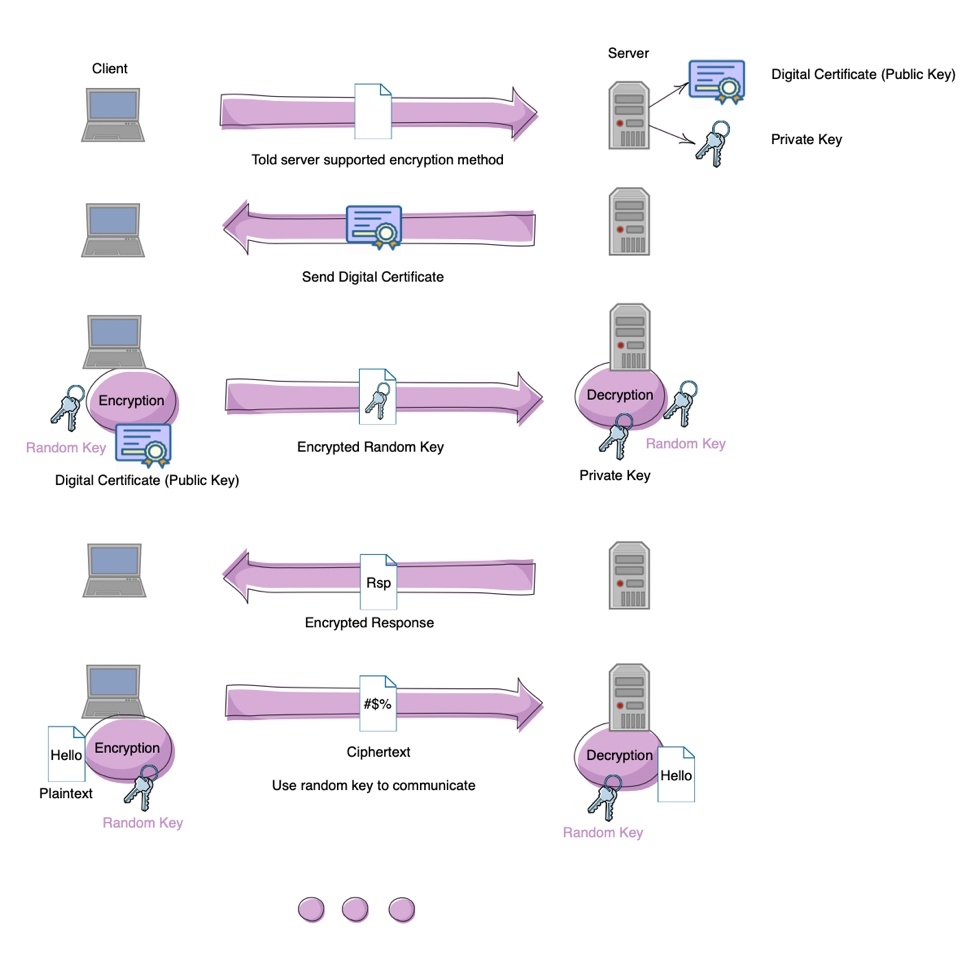 Server
Client
Digital Certificate (Public Key)
Private Key
Told server supported encryption method
Send Digital Certificate
Encryption
Decryption
Random Key
Encrypted Random Key
Random Key
Digital Certificate (Public Key)
Private Key
Rsp
Encrypted Response
#$%
Hello
Encryption
Decryption
Hello
Ciphertext
Plaintext
Use random key to communicate
Random Key
Random Key